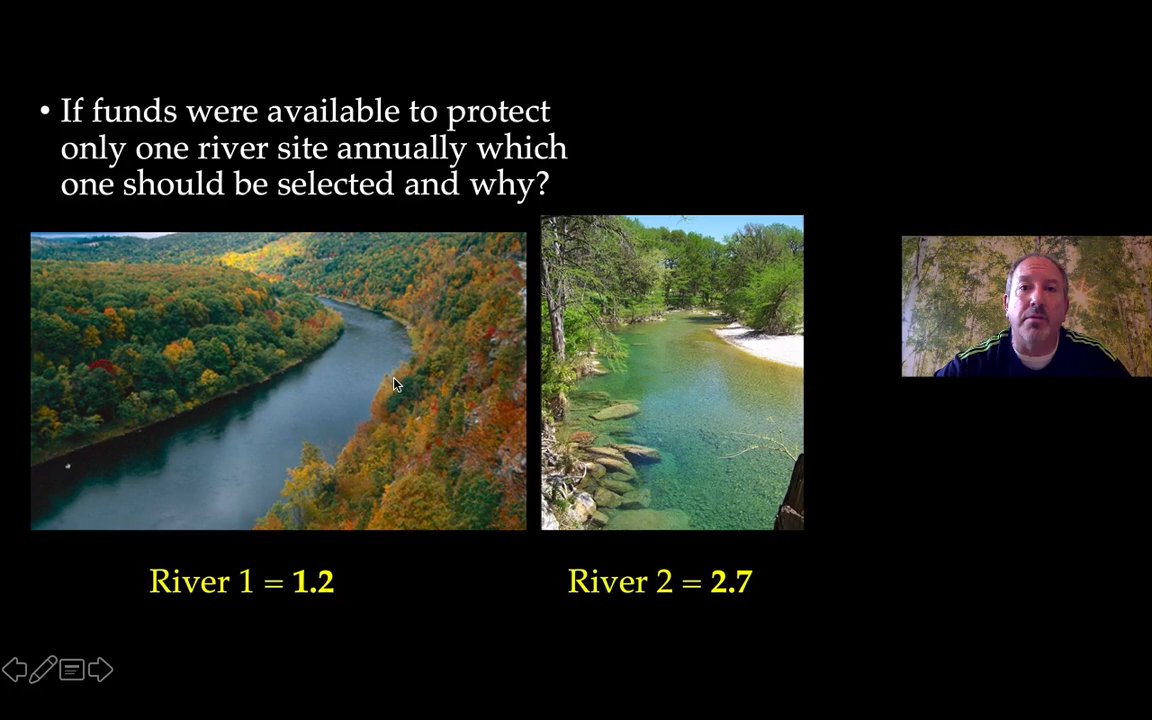 • If funds were available to protect
only one river site annually which
one should be selected and why?
River 1 = 1.2
River 2 = 2.7